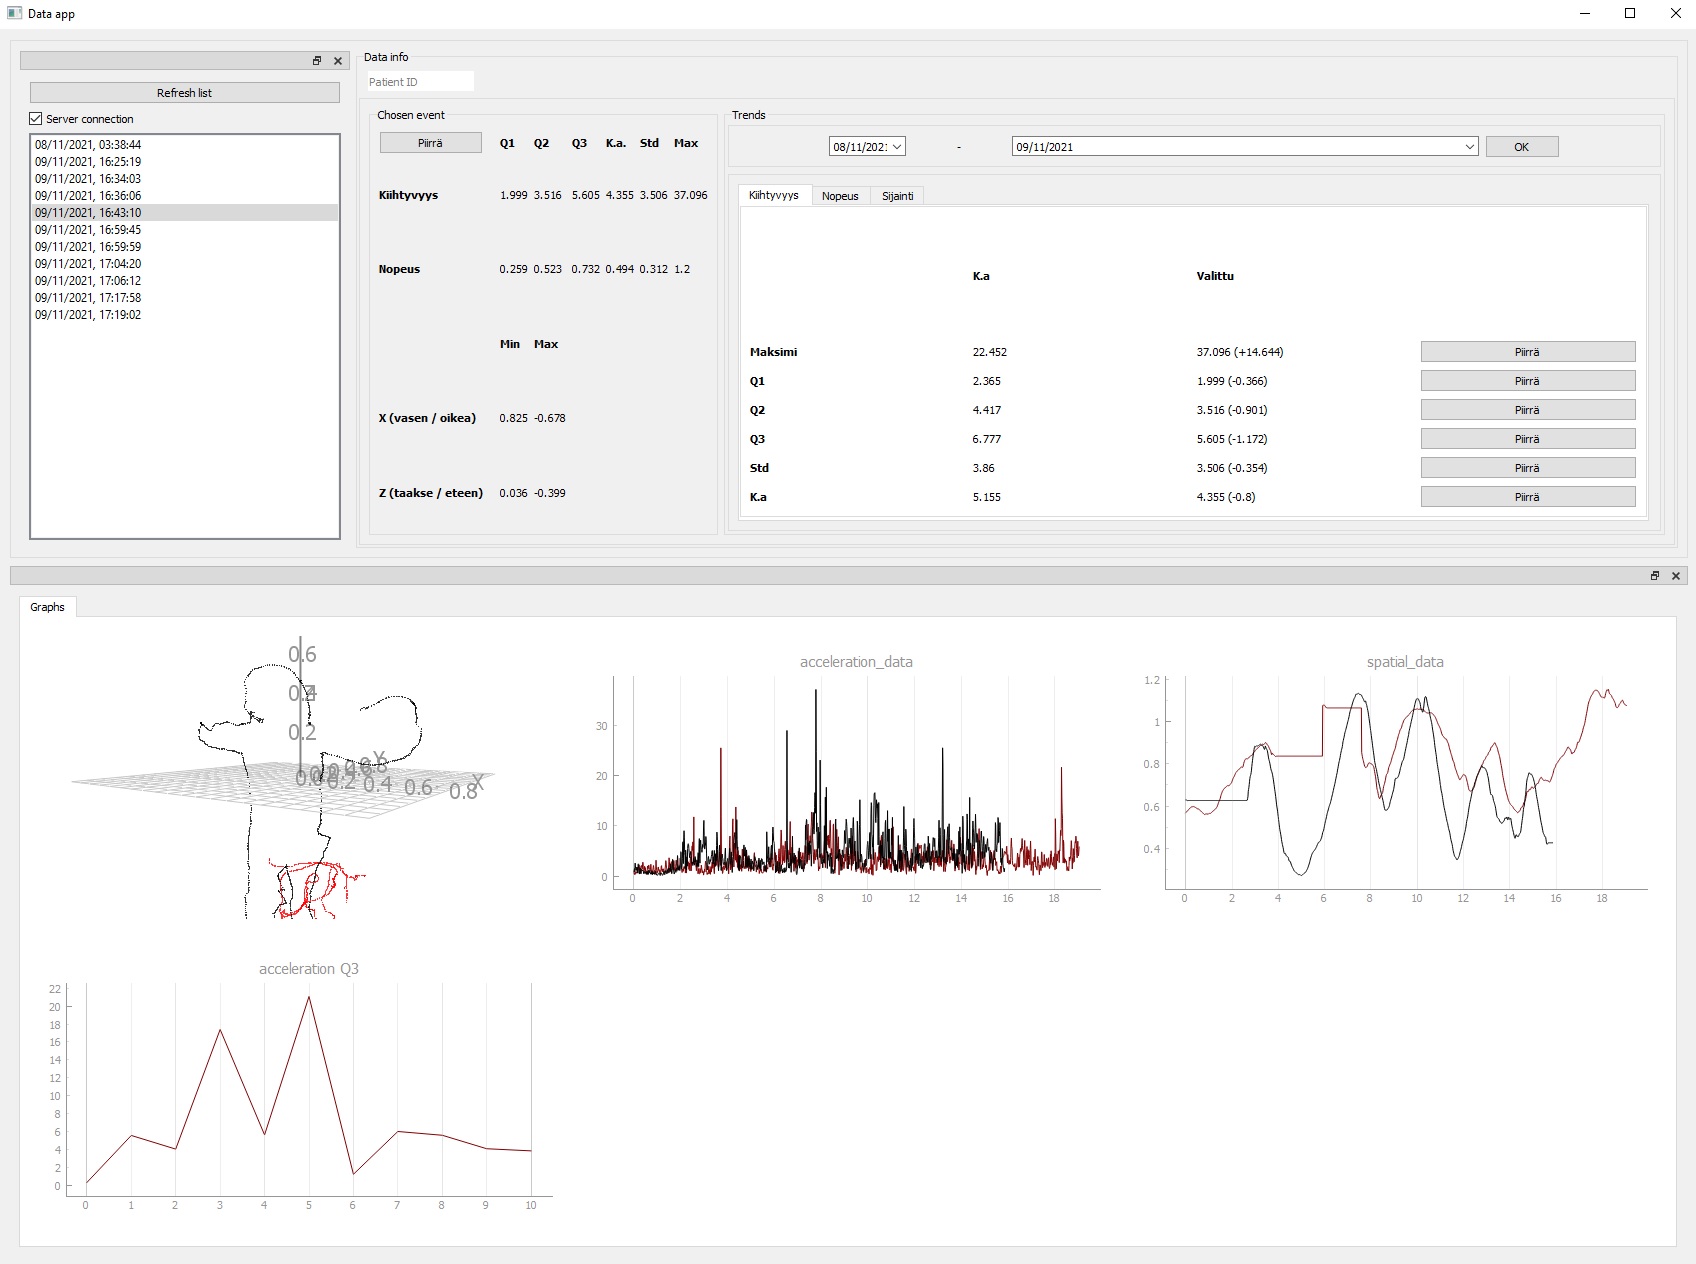 Data app
Refresh list
Server connection
08/11/2021, 03:38:44
09/11/2021, 16:25:19
09/11/2021, 16:34:03
09/11/2021, 16:36:06
09/11/2021, 16:43:10
09/11/2021, 16:59:45
09/11/2021, 16:59:59
09/11/2021, 17:04:20
09/11/2021, 17:06:12
09/11/2021, 17:17:58
09/11/2021, 17:19:02
Data info
Patient ID
Chosen event
Piirrä Q1 Q2 Q3 K.a. Std Max
Kiihtyvyys 1.999 3.516 5.605 4.355 3.506 37.096
Nopeus 0.259 0.523 0.732 0.494 0.312 1.2
Min Max
X (vasen / oikea) 0.825 -0.678
Z (taakse / eteen) 0.036 -0.399
Trends
08/11/2021 - 09/11/2021 OK
Kiihtyvyys Nopeus Sijainti
K.a Valittu
Maksimi 22.452 37.096 (+14.644) Piirrä
Q1 2.365 1.999 (-0.366) Piirrä
Q2 4.417 3.516 (-0.901) Piirrä
Q3 6.777 5.605 (-1.172) Piirrä
Std 3.86 3.506 (-0.354) Piirrä
K.a 5.155 4.355 (-0.8) Piirrä
Graphs
0.6
0.2
0.2 0.4 0.6 0.8 X
acceleration_data
30
20
10
0
0 2 4 6 8 10 12 14 16 18
spatial_data
1.2
1
0.8
0.6
0.4
0 2 4 6 8 10 12 14 16 18
acceleration Q3
22
20
18
16
14
12
10
8
6
4
2
0
0 1 2 3 4 5 6 7 8 9 10